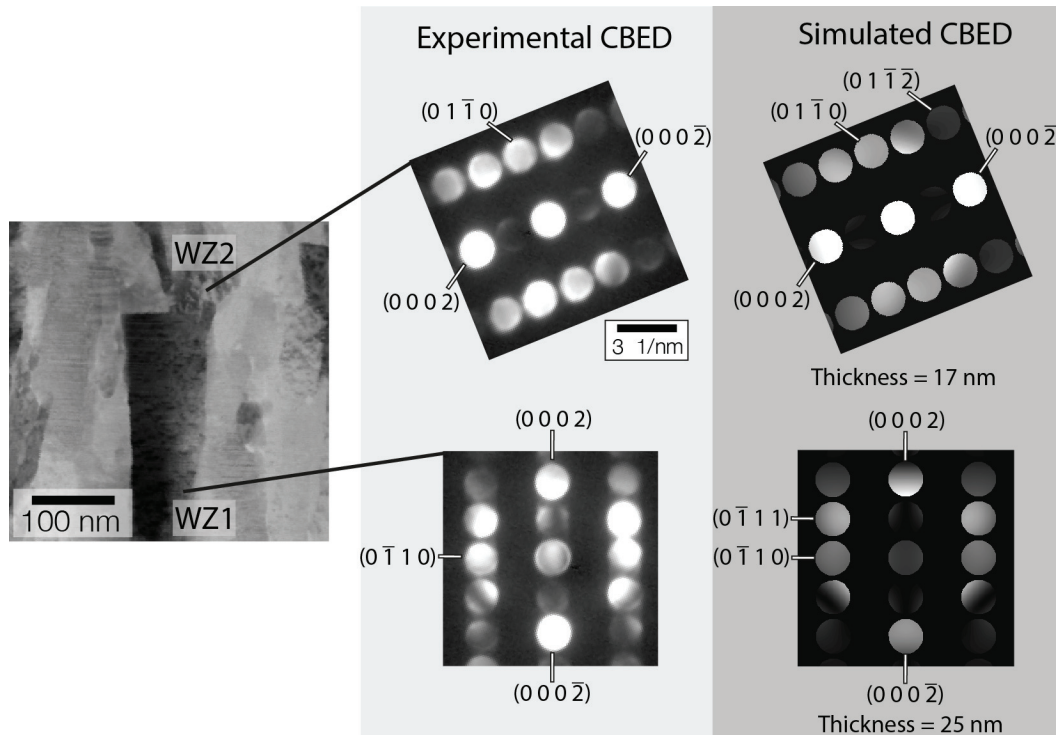 Experimental CBED
Simulated CBED
(0 1 1̅ 0)
(0 0 0 2̅)
(0 0 0 2)
3 1/nm
(0 1 1̅ 2̅)
(0 1 1̅ 0)
(0 0 0 2̅)
(0 0 0 2)
Thickness = 17 nm
WZ2
WZ1
100 nm
(0 0 0 2)
(0 1̅ 1 0)
(0 0 0 2̅)
(0 0 0 2)
(0 1̅ 1 1)
(0 1̅ 1 0)
(0 0 0 2̅)
Thickness = 25 nm